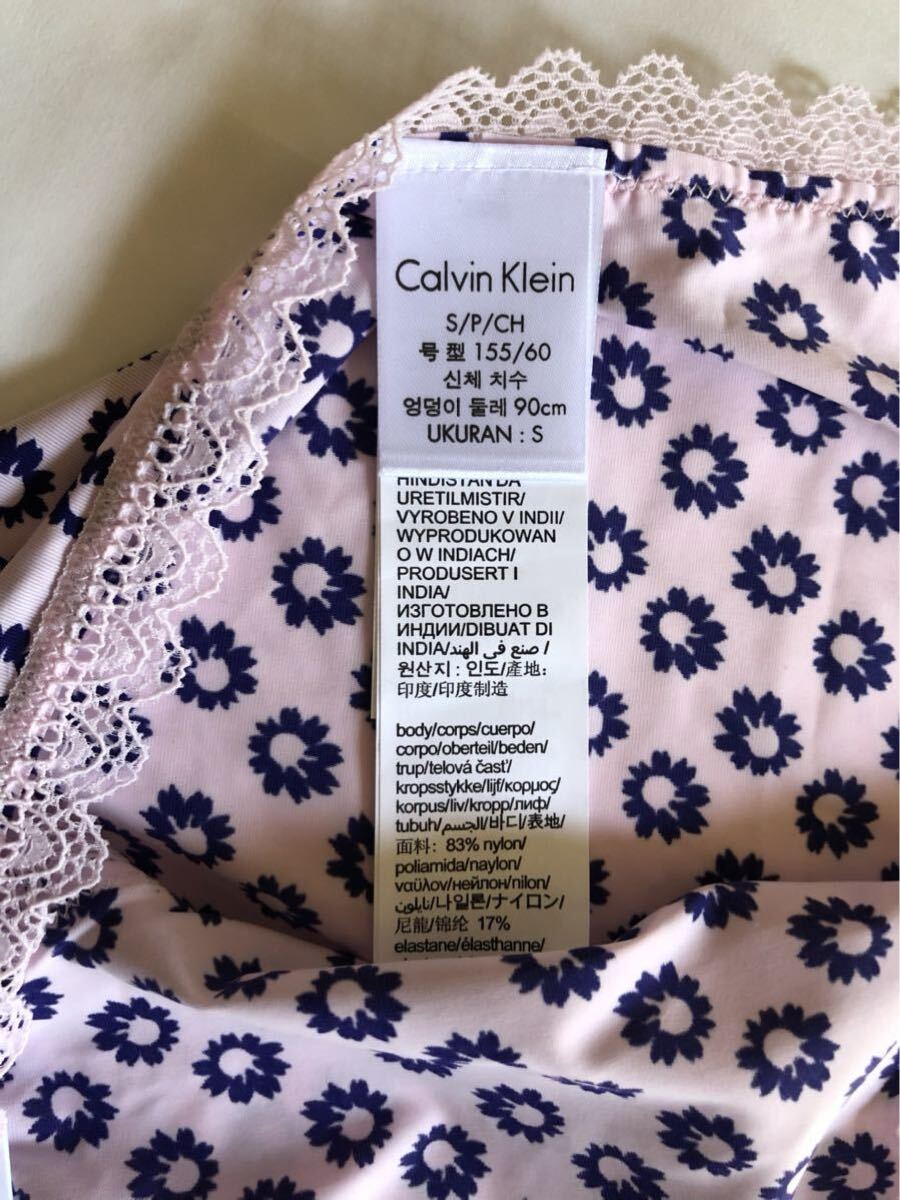 Calvin Klein
S/P/CH
号 型 155/60
신체 치수
엉덩이 둘레 90cm
UKURAN : S
HINDISTAN'DA
URETILMISTIR/
VYROBENO V INDII/
WYPRODUKOWAN
O W INDIACH/
PRODUSERT I
INDIA/
ИЗГОТОВЛЕНО В
ИНДИИ/DIBUAT DI
INDIA/صنع في الهند /
원산지 : 인도/產地:
印度/印度制造
body/corps/cuerpo/
corpo/oberteil/beden/
trup/telová časť/
kropsstykke/lijf/κορμος/
korpus/liv/kropp/лиф/
tubuh/الجسم/바디/表地/
面料: 83% nylon/
poliamida/naylon/
ναϋλον/нейлон/nilon/
نايلون/나일론/ナイロン/
尼龍/锦纶 17%
elastane/élasthanne/